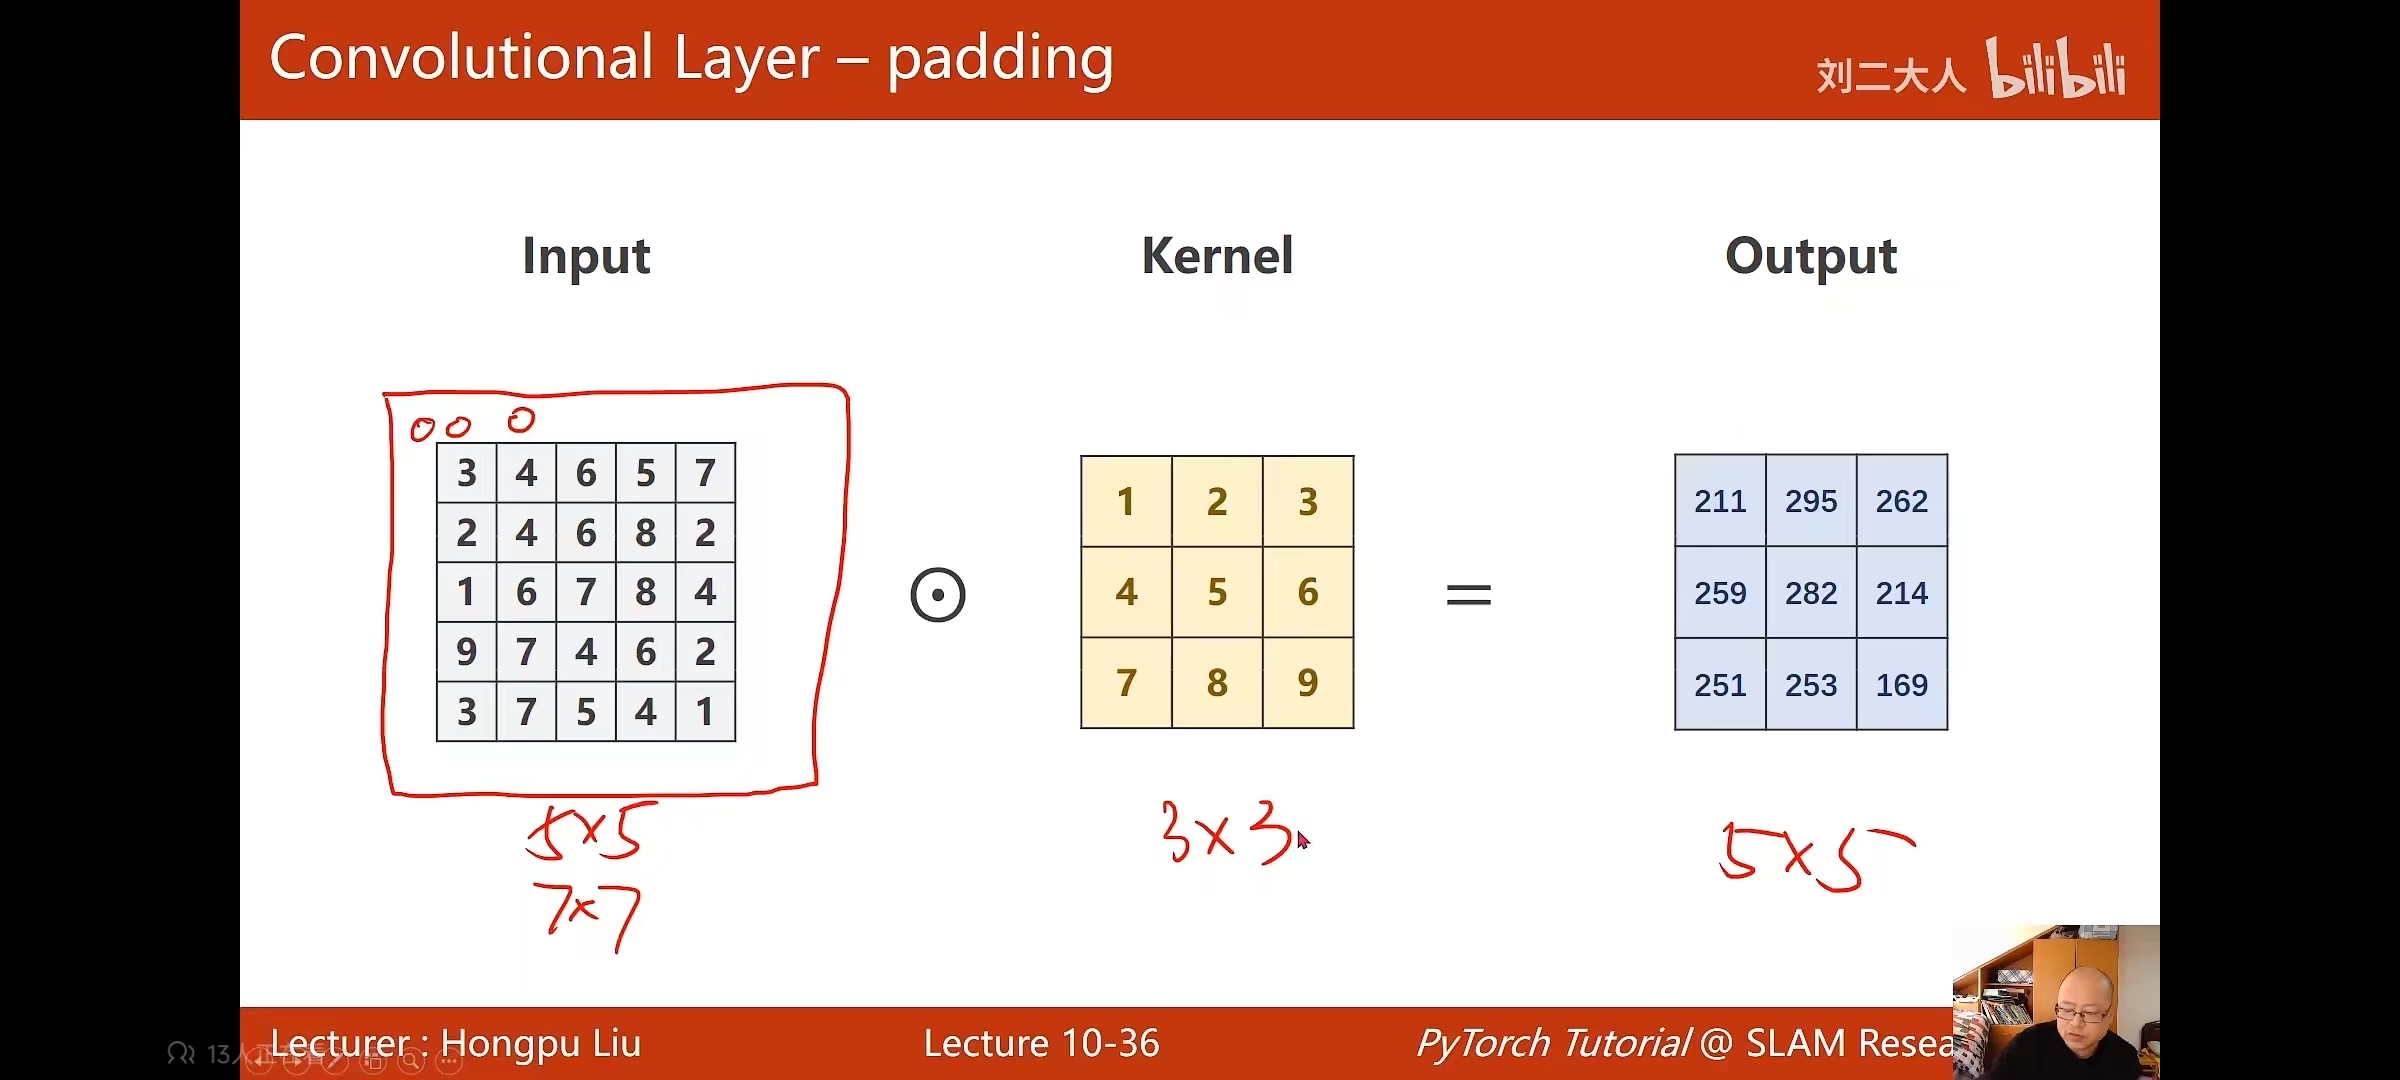 Convolutional Layer – padding
刘二大人 bilibili
Input Kernel Output
0 0 0
3 4 6 5 7
2 4 6 8 2
1 6 7 8 4
9 7 4 6 2
3 7 5 4 1
⊙
1 2 3
4 5 6
7 8 9
=
211 295 262
259 282 214
251 253 169
5×5
7×7
3×3
5×5
Lecturer : Hongpu Liu
Lecture 10-36
PyTorch Tutorial @ SLAM Resea
13人正在看